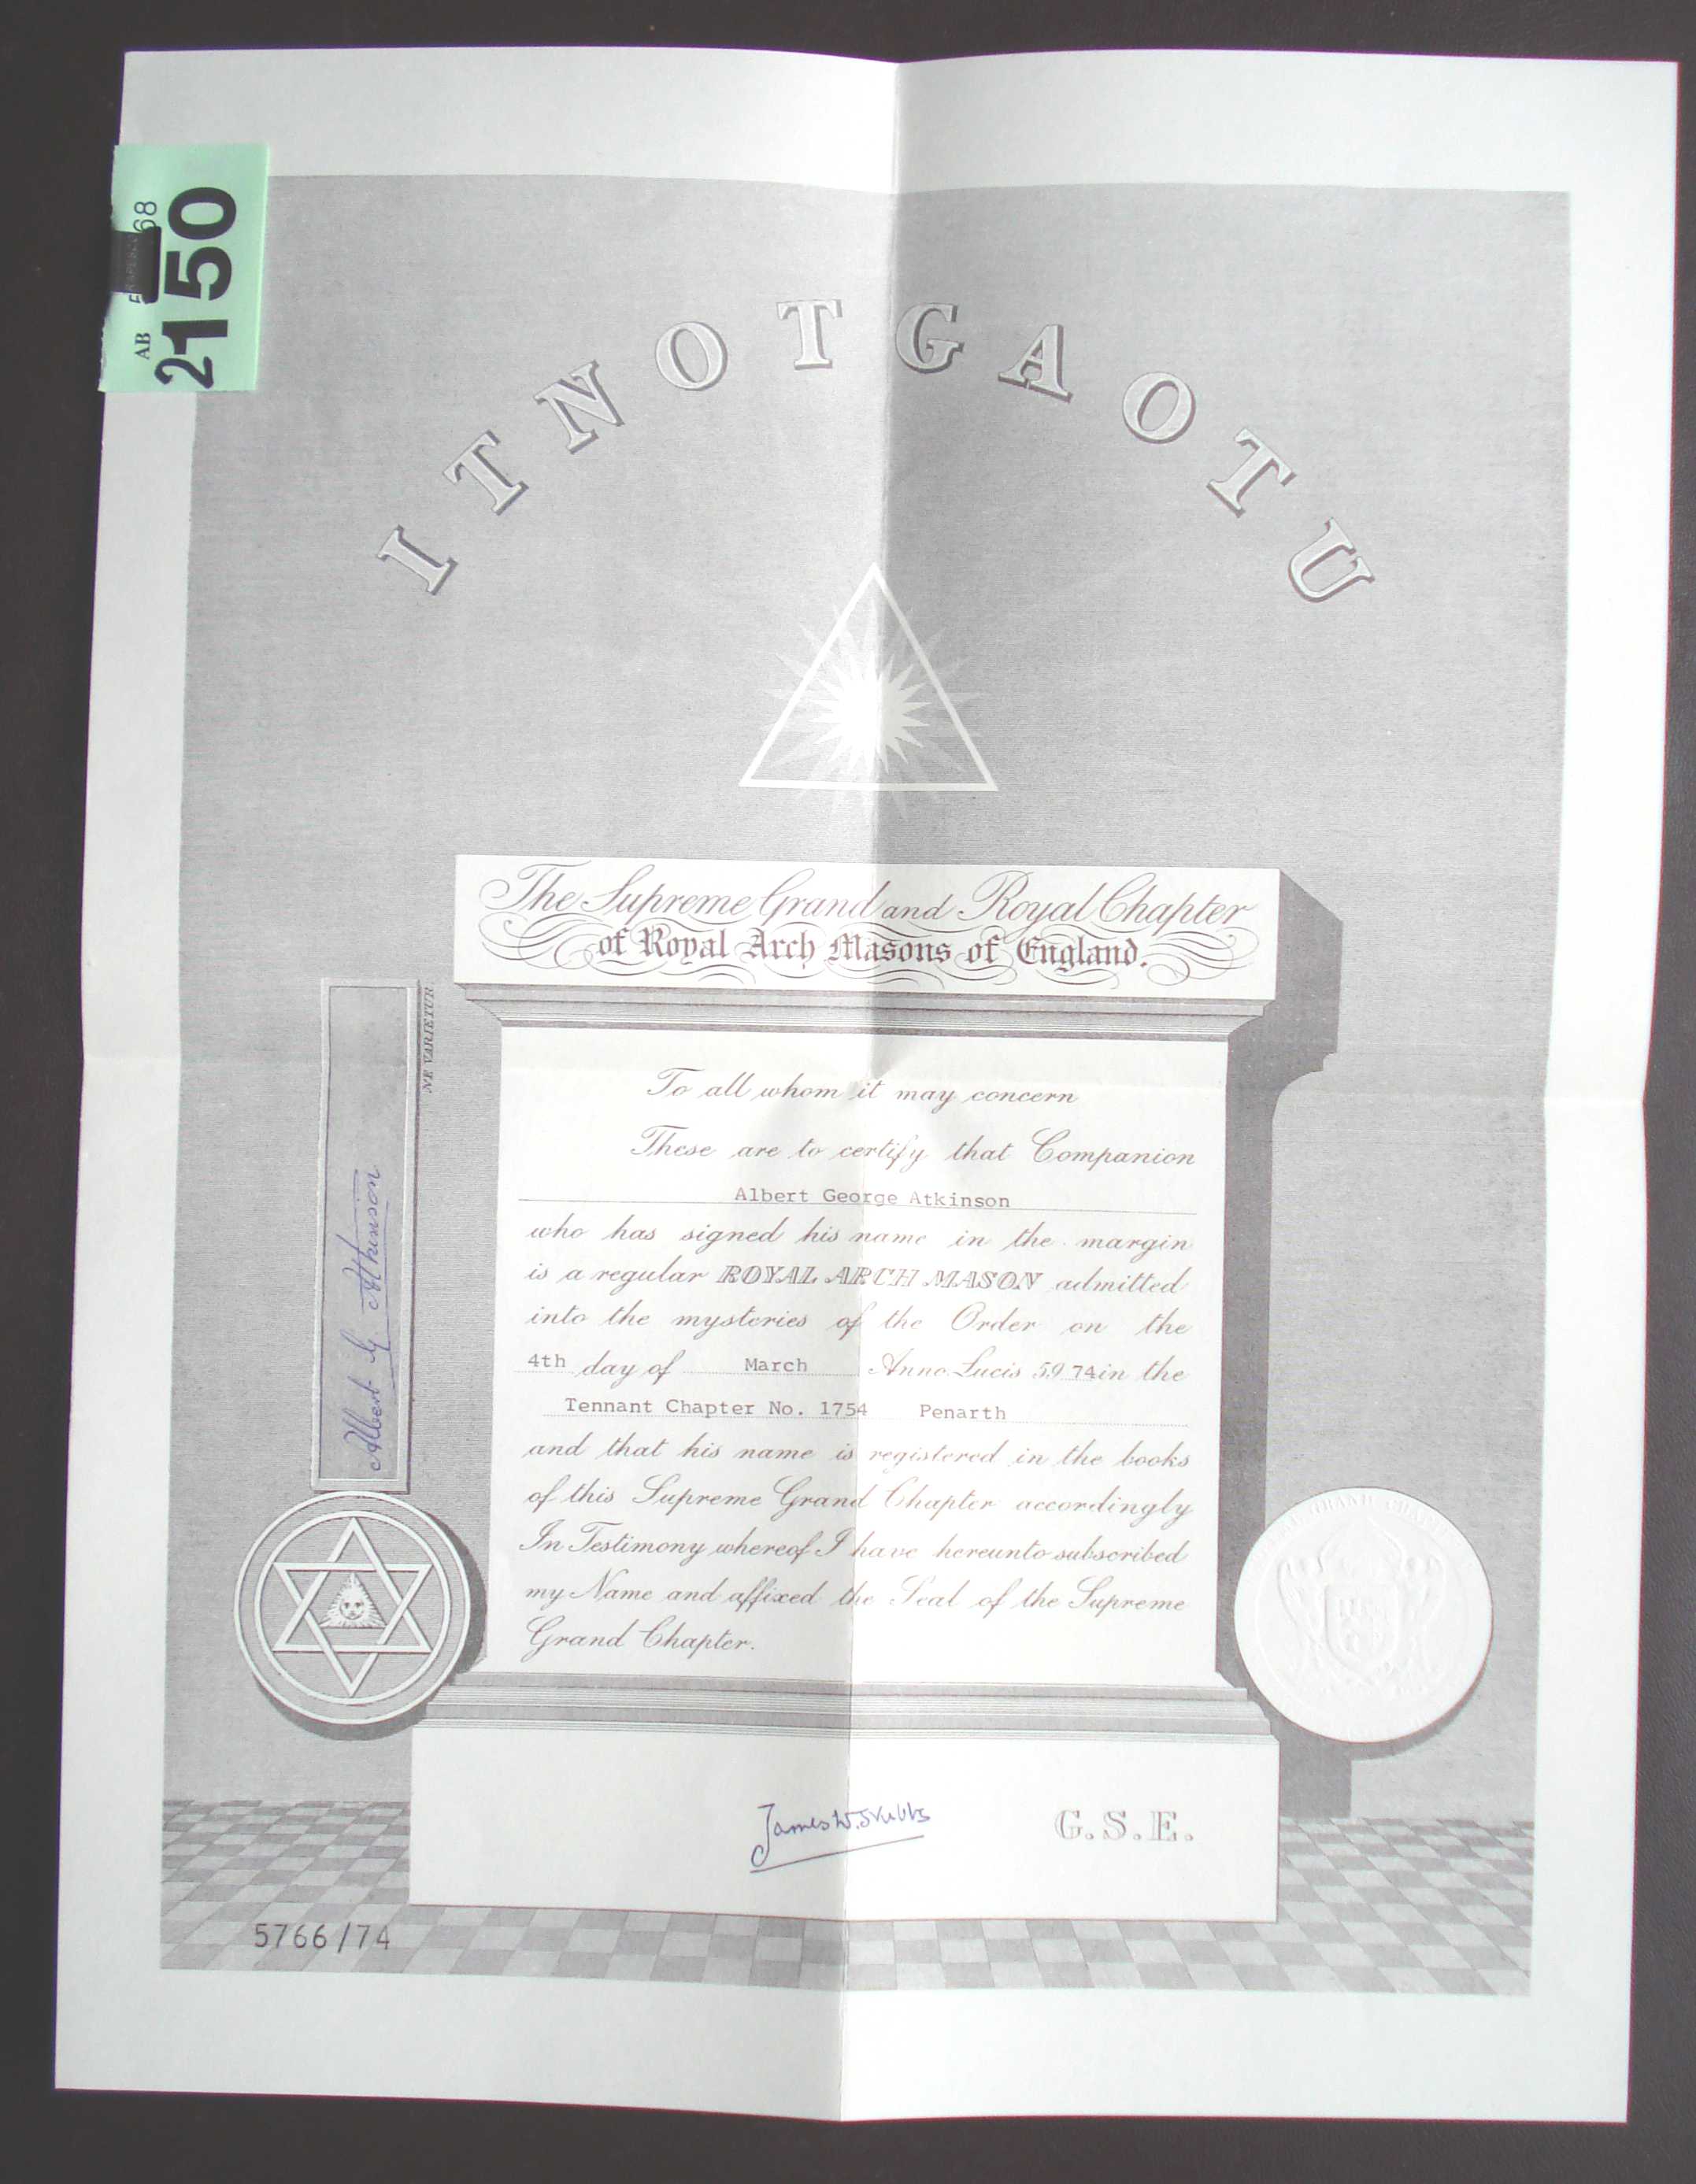 AB 68
2150
ITNOTGAOTU
The Supreme Grand and Royal Chapter
of Royal Arch Masons of England.
NE VARIETUR
Albert G Atkinson
To all whom it may concern
These are to certify that Companion
Albert George Atkinson
who has signed his name in the margin
is a regular ROYAL ARCH MASON admitted
into the mysteries of the Order on the
4th day of March Anno Lucis 5974 in the
Tennant Chapter No. 1754 Penarth
and that his name is registered in the books
of this Supreme Grand Chapter accordingly
In Testimony whereof I have hereunto subscribed
my Name and affixed the Seal of the Supreme
Grand Chapter.
James W. Stubbs
G.S.E.
5766/74